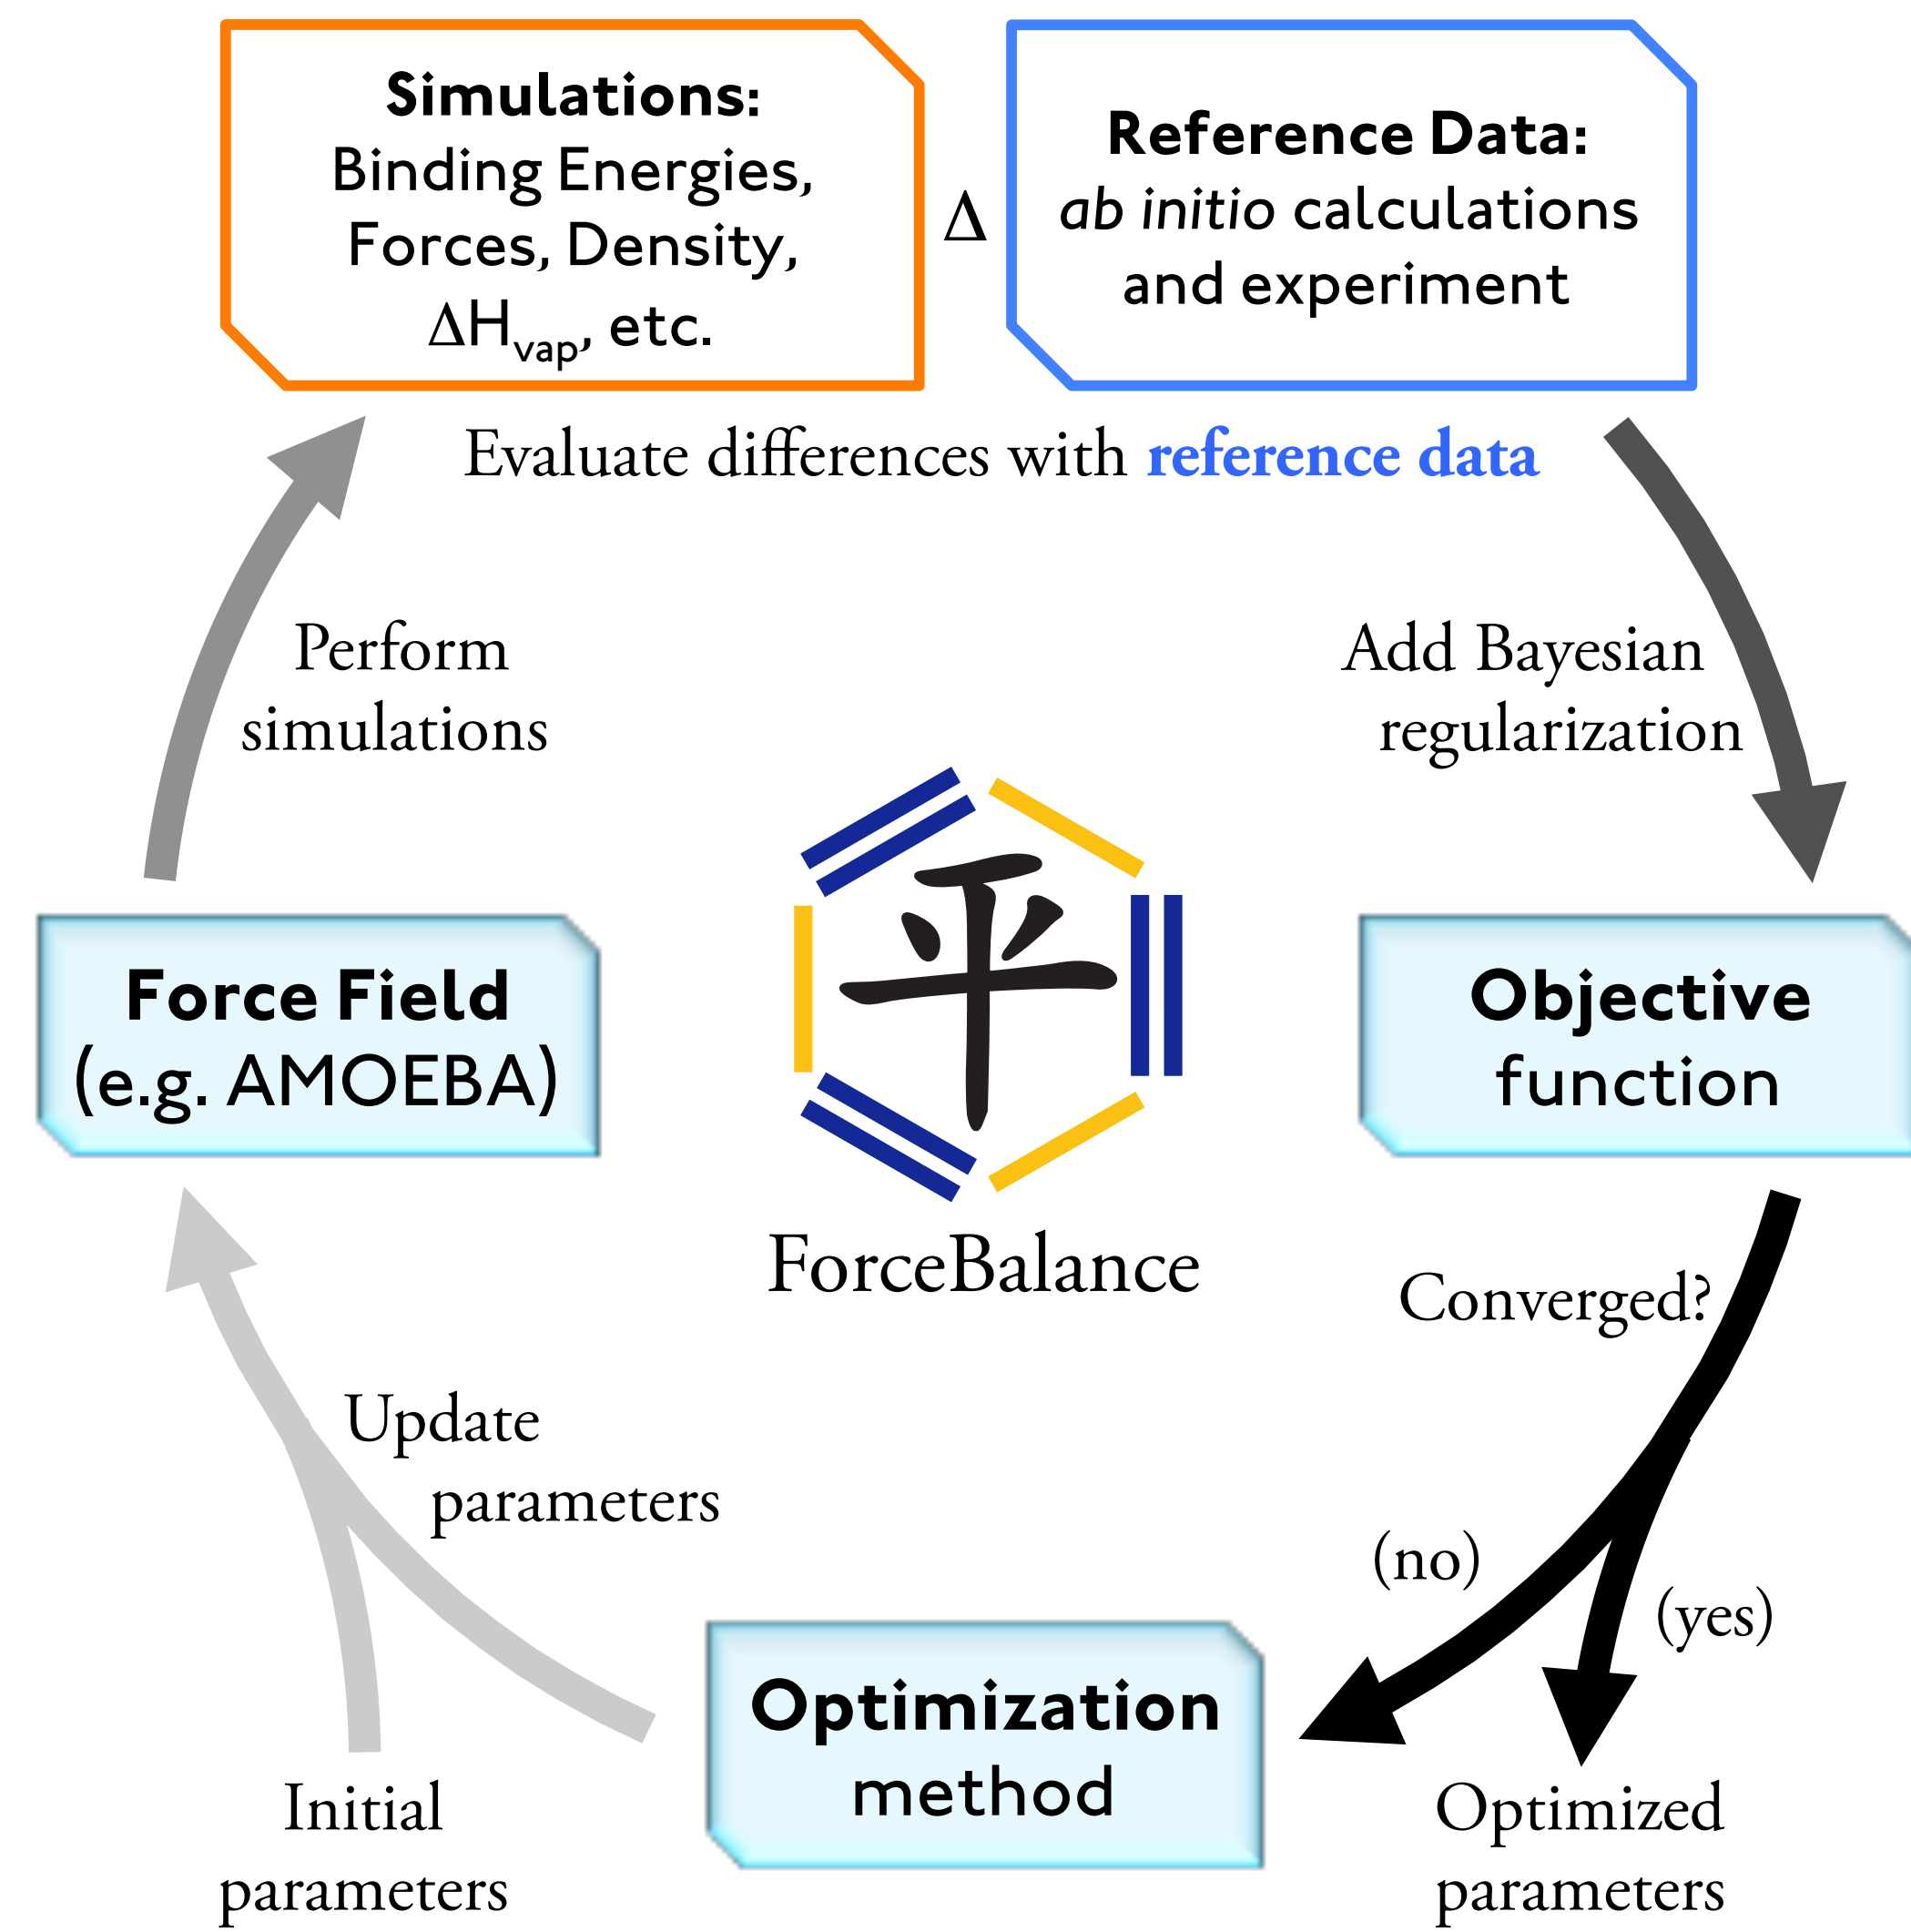 Simulations:
Binding Energies,
Forces, Density,
ΔHvap, etc.
Δ
Reference Data:
ab initio calculations
and experiment
Evaluate differences with reference data
Perform
simulations
Add Bayesian
regularization
Force Field
(e.g. AMOEBA)
平
ForceBalance
Objective
function
Converged?
(no)
(yes)
Update
parameters
Optimization
method
Initial
parameters
Optimized
parameters